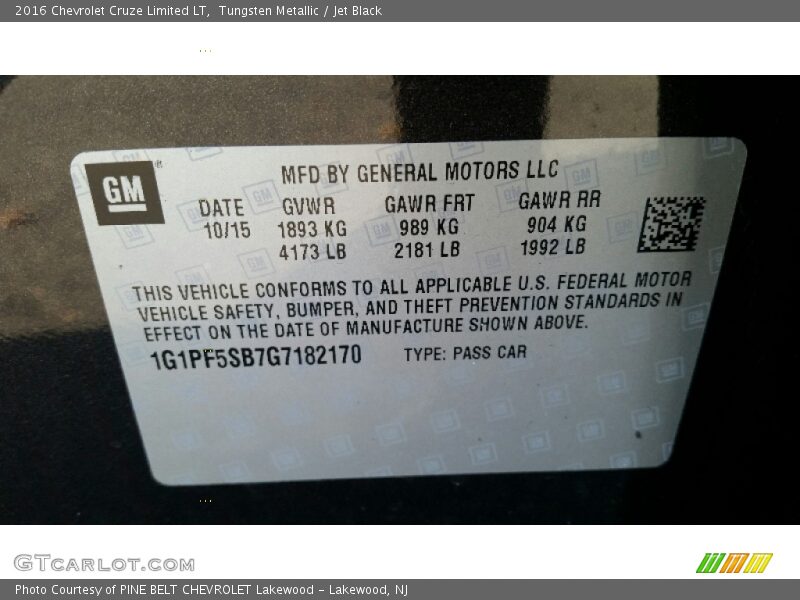 2016 Chevrolet Cruze Limited LT, Tungsten Metallic / Jet Black
GM
®
MFD BY GENERAL MOTORS LLC
DATE GVWR GAWR FRT GAWR RR
10/15 1893 KG 989 KG 904 KG
4173 LB 2181 LB 1992 LB
THIS VEHICLE CONFORMS TO ALL APPLICABLE U.S. FEDERAL MOTOR
VEHICLE SAFETY, BUMPER, AND THEFT PREVENTION STANDARDS IN
EFFECT ON THE DATE OF MANUFACTURE SHOWN ABOVE.
1G1PF5SB7G7182170 TYPE: PASS CAR
GTCARLOT.COM
Photo Courtesy of PINE BELT CHEVROLET Lakewood - Lakewood, NJ